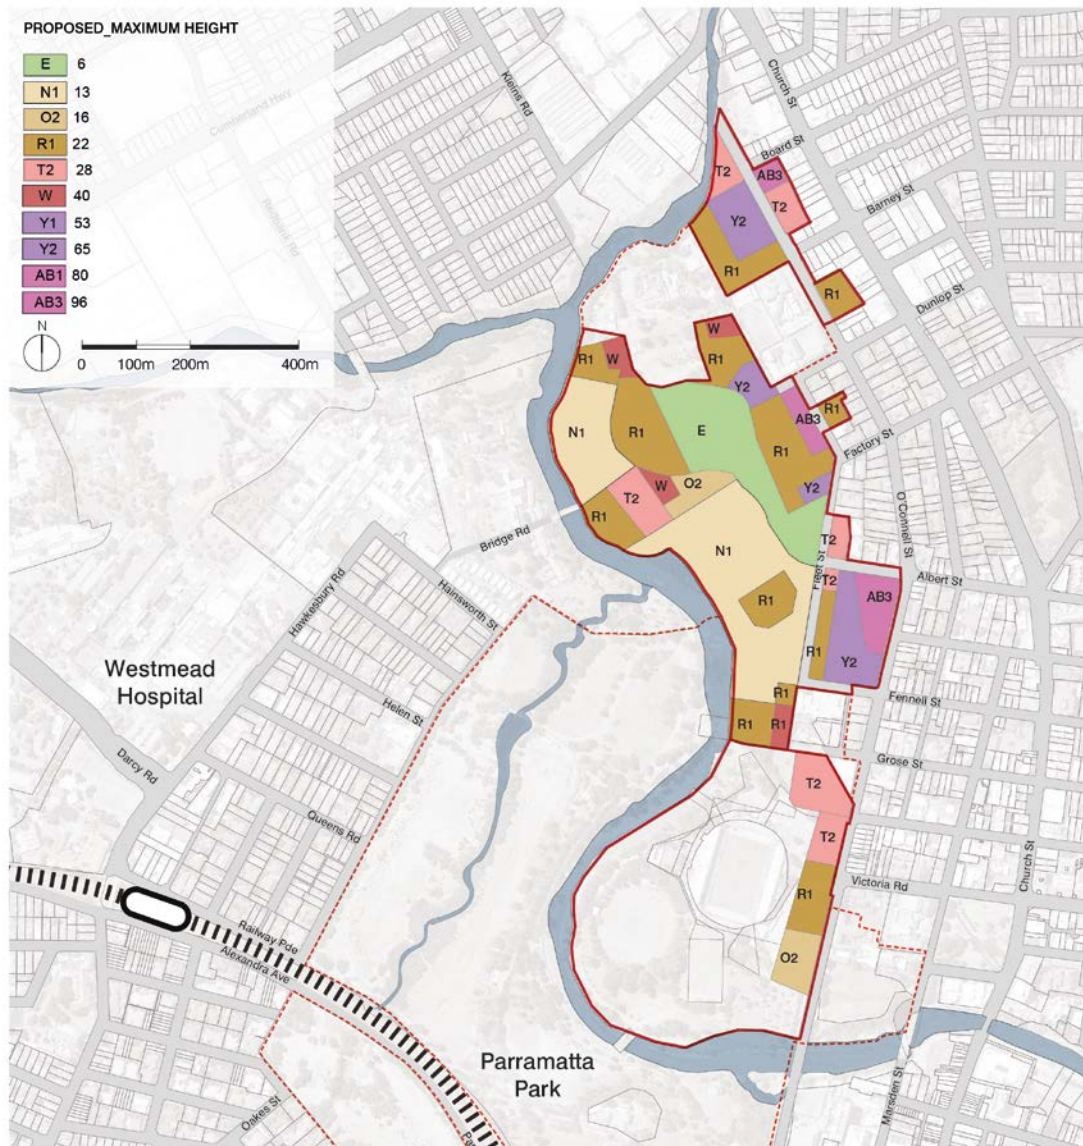 PROPOSED_MAXIMUM HEIGHT
E 6
N1 13
O2 16
R1 22
T2 28
W 40
Y1 53
Y2 65
AB1 80
AB3 96
N
0 100m 200m 400m
Cumberland Hwy
Kleins Rd
Church St
Board St
Barney St
Dunlop St
Factory St
O'Connell St
Albert St
Fleet St
Fennell St
Grose St
Victoria Rd
Church St
Marsden St
Bridge Rd
Hainsworth St
Hawkesbury Rd
Helen St
Queens Rd
Darcy Rd
Railway Pde
Alexandra Ave
Oakes St
Westmead
Hospital
Parramatta
Park
T2
AB3
T2
Y2
R1
R1
W
R1
Y2
R1
W
R1
AB3
R1
N1
R1
E
R1
Y2
W
O2
T2
R1
N1
T2
T2
R1
AB3
R1
Y2
R1
R1
R1
T2
T2
R1
O2